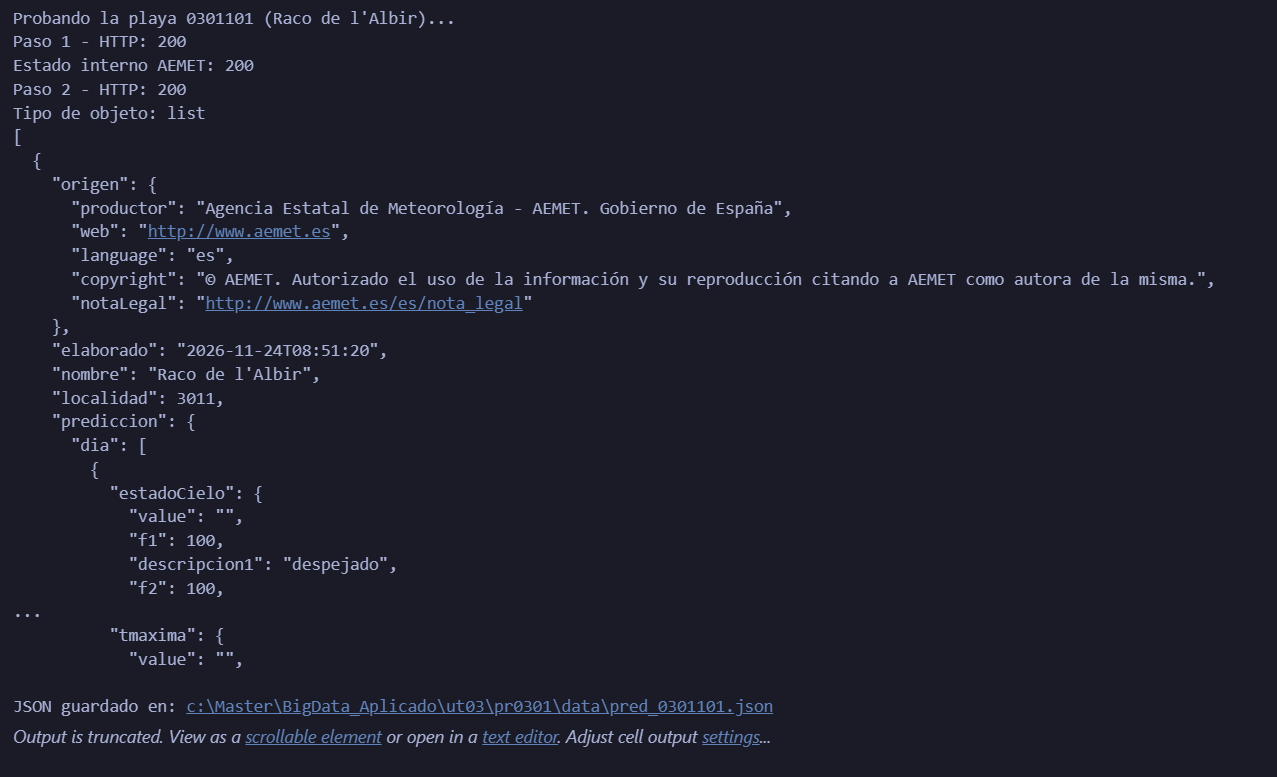 Probando la playa 0301101 (Raco de l'Albir)...
Paso 1 - HTTP: 200
Estado interno AEMET: 200
Paso 2 - HTTP: 200
Tipo de objeto: list
[
  {
    "origen": {
      "productor": "Agencia Estatal de Meteorología - AEMET. Gobierno de España",
      "web": "http://www.aemet.es",
      "language": "es",
      "copyright": "© AEMET. Autorizado el uso de la información y su reproducción citando a AEMET como autora de la misma.",
      "notaLegal": "http://www.aemet.es/es/nota_legal"
    },
    "elaborado": "2026-11-24T08:51:20",
    "nombre": "Raco de l'Albir",
    "localidad": 3011,
    "prediccion": {
      "dia": [
        {
          "estadoCielo": {
            "value": "",
            "f1": 100,
            "descripcion1": "despejado",
            "f2": 100,
...
          "tmaxima": {
            "value": "",
JSON guardado en: c:\Master\BigData_Aplicado\ut03\pr0301\data\pred_0301101.json
Output is truncated. View as a scrollable element or open in a text editor. Adjust cell output settings...